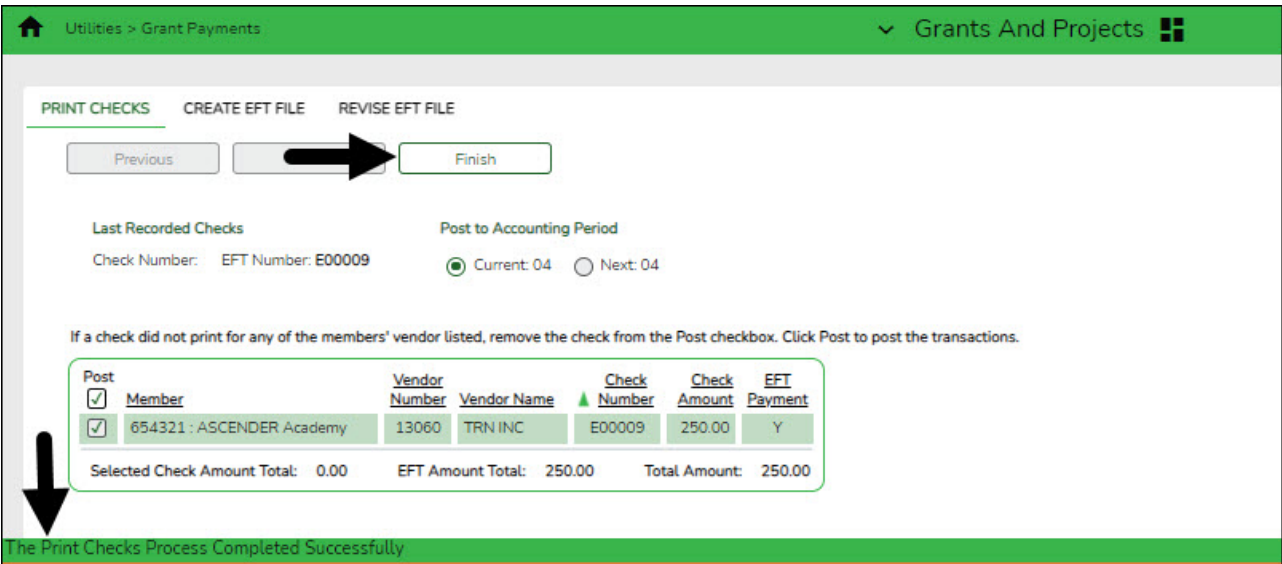 Utilities > Grant Payments
Grants And Projects
PRINT CHECKS CREATE EFT FILE REVISE EFT FILE
Previous Finish
Last Recorded Checks Post to Accounting Period
Check Number: EFT Number: E00009 Current: 04 Next: 04
If a check did not print for any of the members' vendor listed, remove the check from the Post checkbox. Click Post to post the transactions.
Post Vendor Check Check EFT
Member Number Vendor Name Number Amount Payment
654321 : ASCENDER Academy 13060 TRN INC E00009 250.00 Y
Selected Check Amount Total: 0.00 EFT Amount Total: 250.00 Total Amount: 250.00
The Print Checks Process Completed Successfully